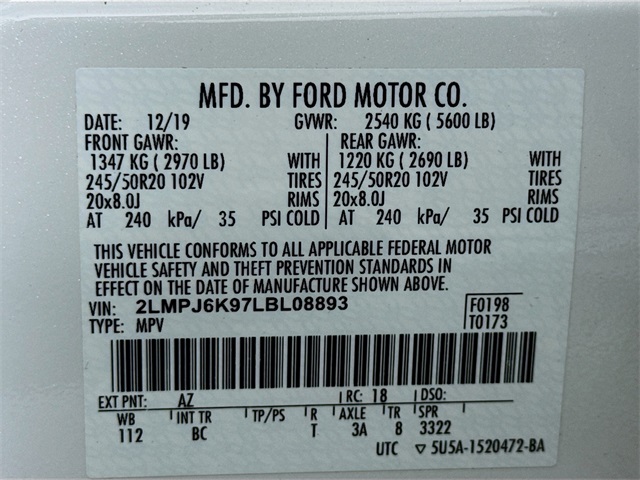 MFD. BY FORD MOTOR CO.
DATE: 12/19 GVWR: 2540 KG ( 5600 LB)
FRONT GAWR: REAR GAWR:
1347 KG ( 2970 LB) WITH 1220 KG ( 2690 LB) WITH
245/50R20 102V TIRES 245/50R20 102V TIRES
20x8.0J RIMS 20x8.0J RIMS
AT 240 kPa/ 35 PSI COLD AT 240 kPa/ 35 PSI COLD
THIS VEHICLE CONFORMS TO ALL APPLICABLE FEDERAL MOTOR
VEHICLE SAFETY AND THEFT PREVENTION STANDARDS IN
EFFECT ON THE DATE OF MANUFACTURE SHOWN ABOVE.
VIN: 2LMPJ6K97LBL08893 F0198
TYPE: MPV T0173
EXT PNT: AZ RC: 18 DSO:
WB INT TR TP/PS R AXLE TR SPR
112 BC T 3A 8 3322
UTC ▽ 5U5A-1520472-BA